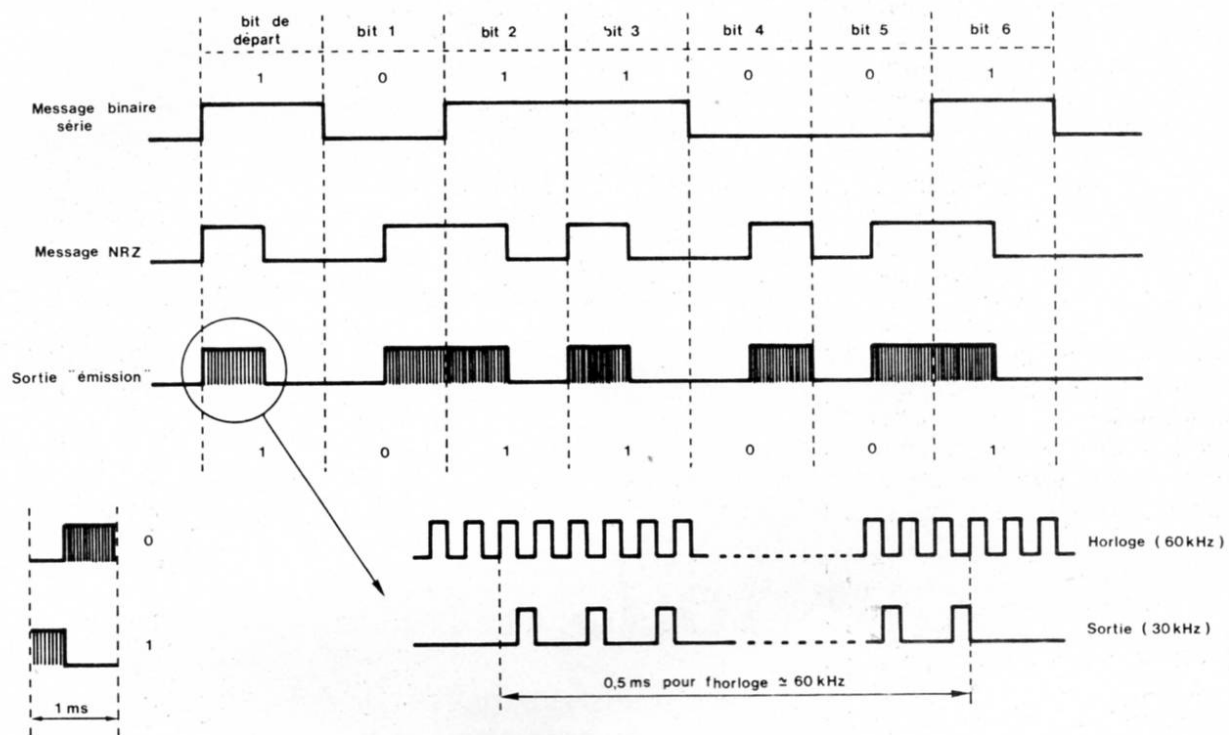 bit de
départ
bit 1
bit 2
bit 3
bit 4
bit 5
bit 6
1
0
1
1
0
0
1
Message binaire
série
Message NRZ
Sortie "émission"
1
0
1
1
0
0
1
0
Horloge ( 60 kHz )
1
Sortie ( 30 kHz )
0,5 ms pour fhorloge ≃ 60 kHz
1 ms